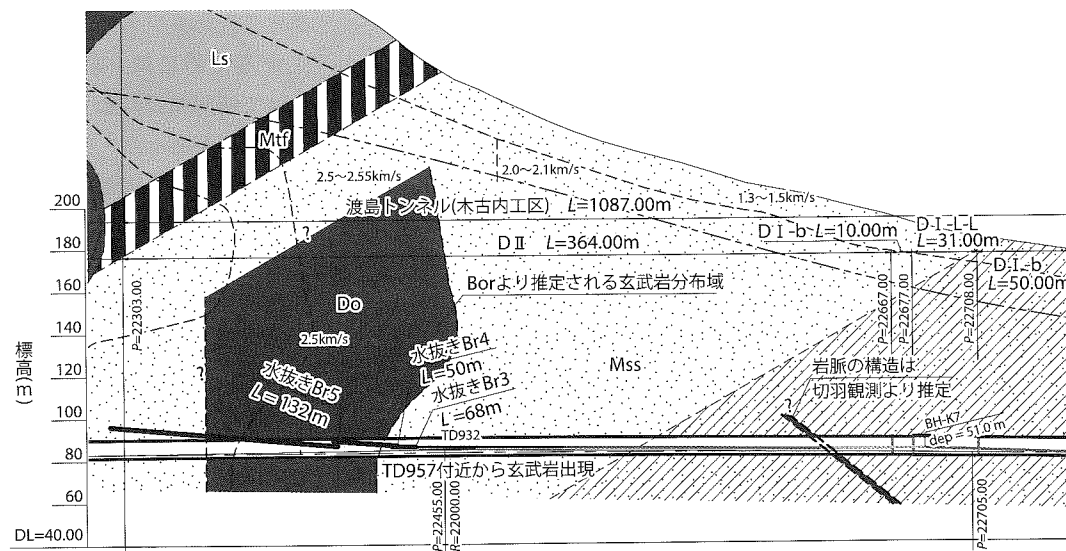 Ls
Mtf
2.5～2.55km/s
2.0～2.1km/s
1.3～1.5km/s
渡島トンネル(木古内工区) L=1087.00m
DⅠ-b L=10.00m
DⅠ-L-L
L=31.00m
DⅡ L=364.00m
DⅠ-b
L=50.00m
?
Borより推定される玄武岩分布域
Do
2.5km/s
水抜きBr4
L=50m
水抜きBr5
L=132m
水抜きBr3
L=68m
Mss
岩脈の構造は
切羽観測より推定
?
?
TD932
BH-K7
dep=51.0m
TD957付近から玄武岩出現
標高(m)
200
180
160
140
120
100
80
60
DL=40.00
P=22303.00
P=22455.00
R=22000.00
P=22667.00
P=22677.00
P=22708.00
P=22705.00